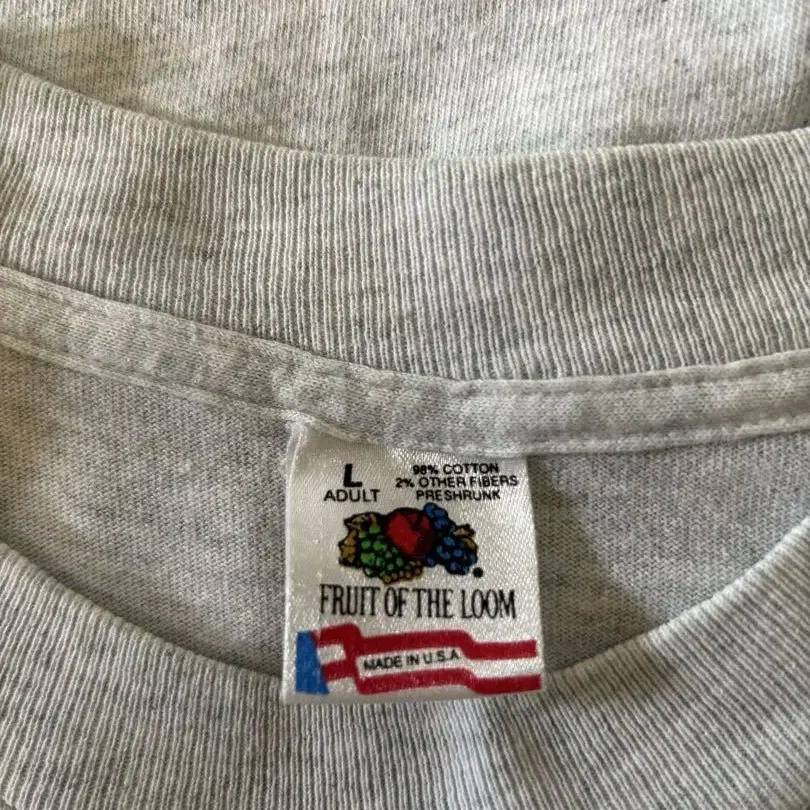 L
ADULT
98% COTTON
2% OTHER FIBERS
PRESHRUNK
FRUIT OF THE LOOM
MADE IN U.S.A